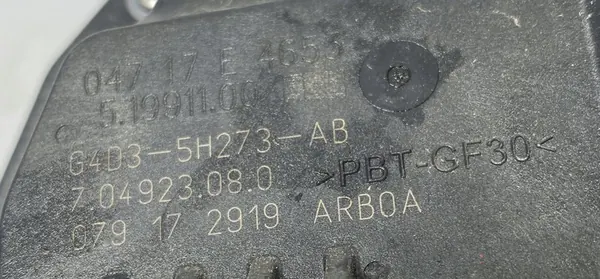 047 17 E 4655
5.19911.00
G4D3-5H273-AB
7.04923.08.0 >PBT-GF30<
079 17 2919 ARBOA